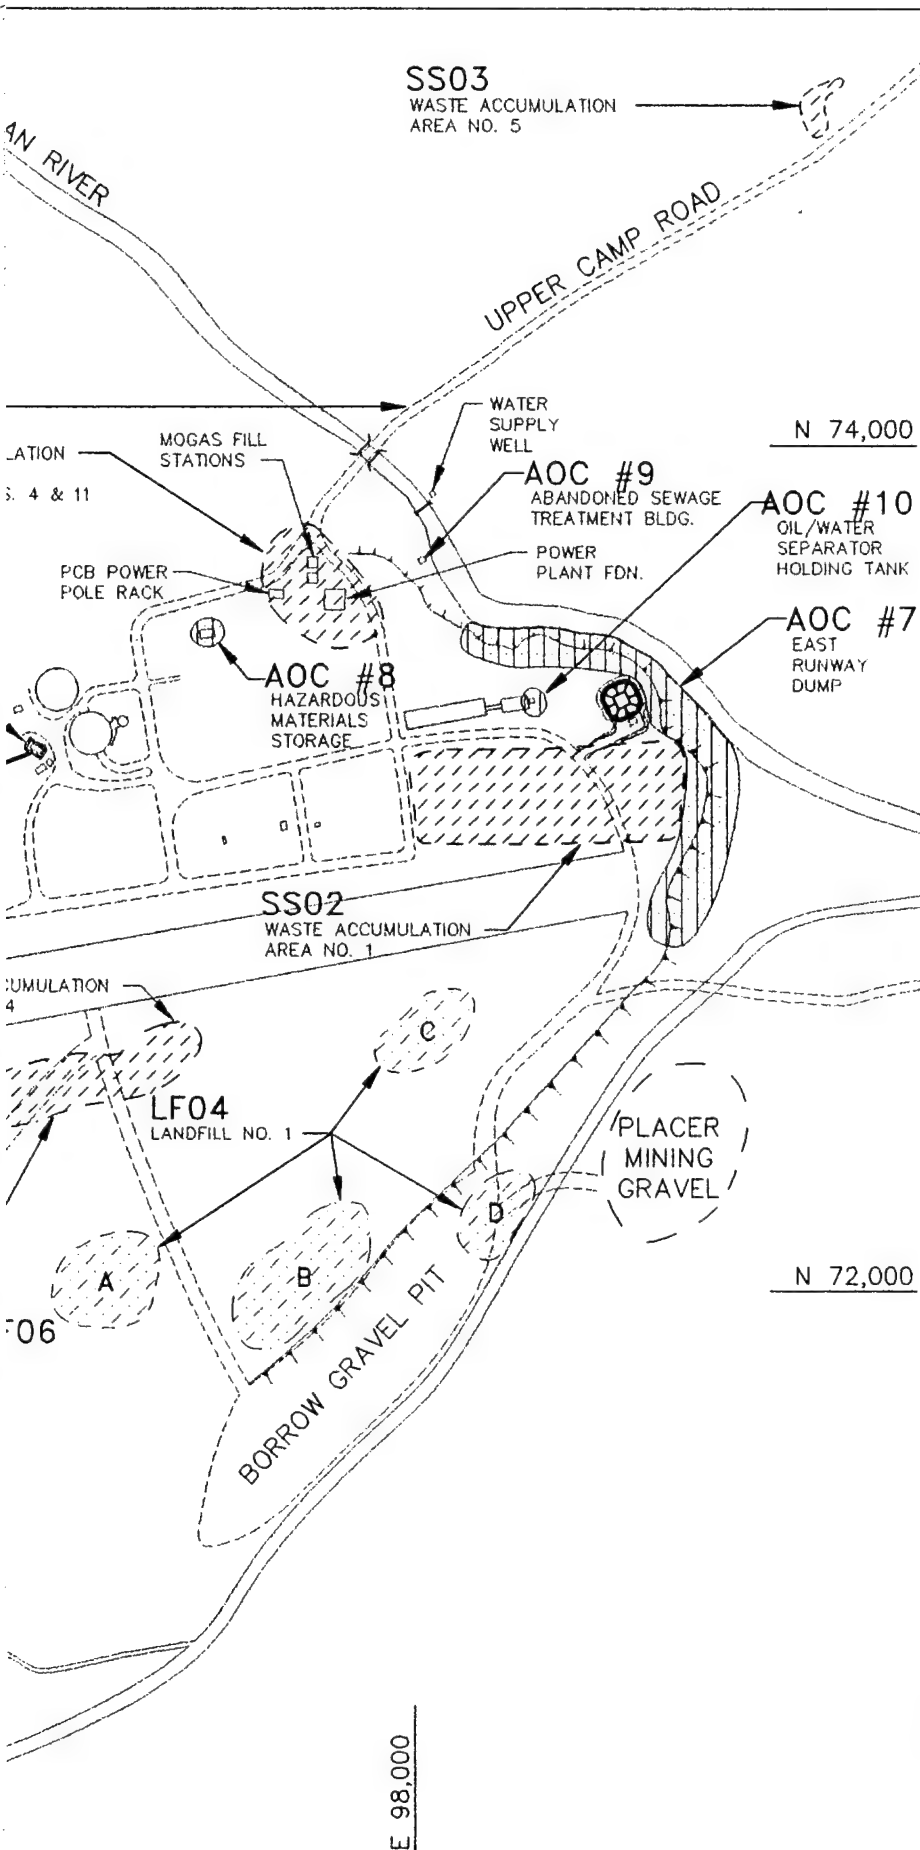 SS03
WASTE ACCUMULATION
AREA NO. 5
AN RIVER
UPPER CAMP ROAD
WATER
SUPPLY
WELL
N 74,000
LATION
S. 4 & 11
MOGAS FILL
STATIONS
AOC #9
ABANDONED SEWAGE
TREATMENT BLDG.
AOC #10
OIL/WATER
SEPARATOR
HOLDING TANK
PCB POWER
POLE RACK
POWER
PLANT FDN.
AOC #7
EAST
RUNWAY
DUMP
AOC #8
HAZARDOUS
MATERIALS
STORAGE
SS02
WASTE ACCUMULATION
AREA NO. 1
CUMULATION
4
C
LF04
LANDFILL NO. 1
PLACER
MINING
GRAVEL
D
A
B
N 72,000
F06
BORROW GRAVEL PIT
E 98,000